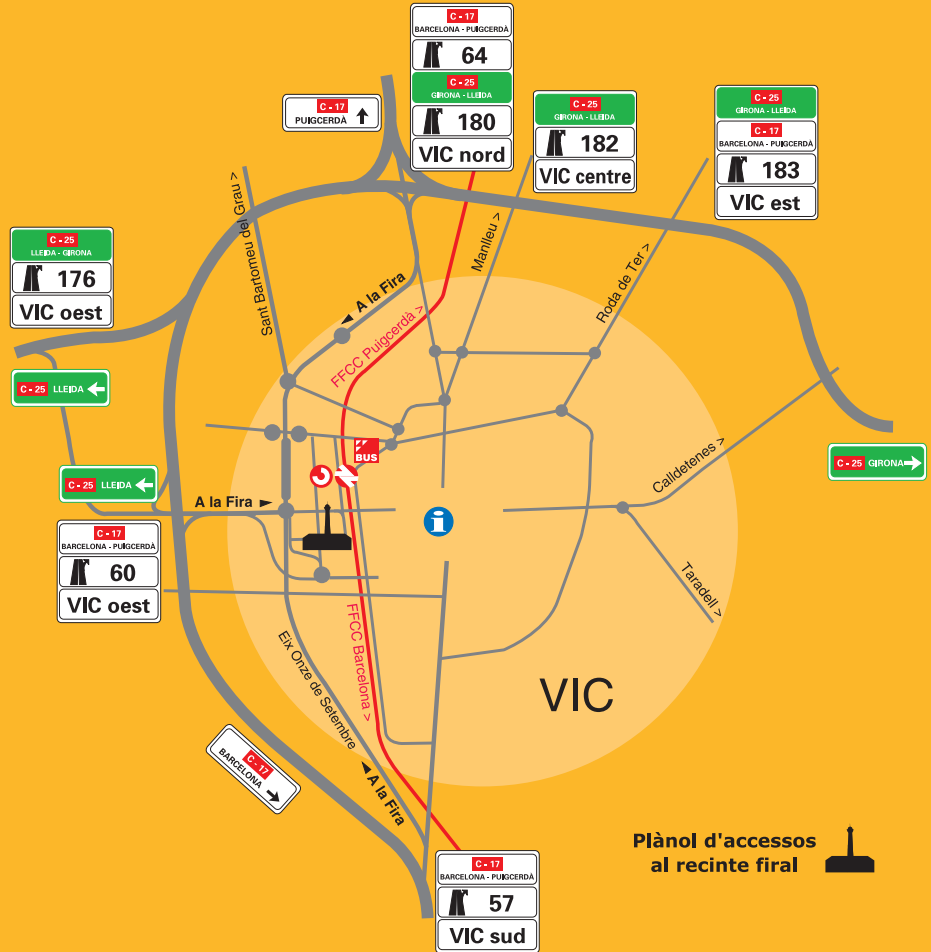 C - 17
BARCELONA - PUIGCERDÀ
64
C - 25
GIRONA - LLEIDA
180
VIC nord
C - 17
PUIGCERDÀ
C - 25
GIRONA - LLEIDA
182
VIC centre
C - 25
GIRONA - LLEIDA
C - 17
BARCELONA - PUIGCERDÀ
183
VIC est
C - 25
LLEIDA - GIRONA
176
VIC oest
Sant Bartomeu del Grau >
Manlleu >
Roda de Ter >
A la Fira
FFCC Puigcerdà >
C - 25 LLEIDA
BUS
Calldetenes >
C - 25 GIRONA
C - 25 LLEIDA
A la Fira
i
C - 17
BARCELONA - PUIGCERDÀ
60
VIC oest
Taradell >
FFCC Barcelona >
Eix Onze de Setembre
VIC
C - 17
BARCELONA
A la Fira
Plànol d'accessos
al recinte firal
C - 17
BARCELONA - PUIGCERDÀ
57
VIC sud